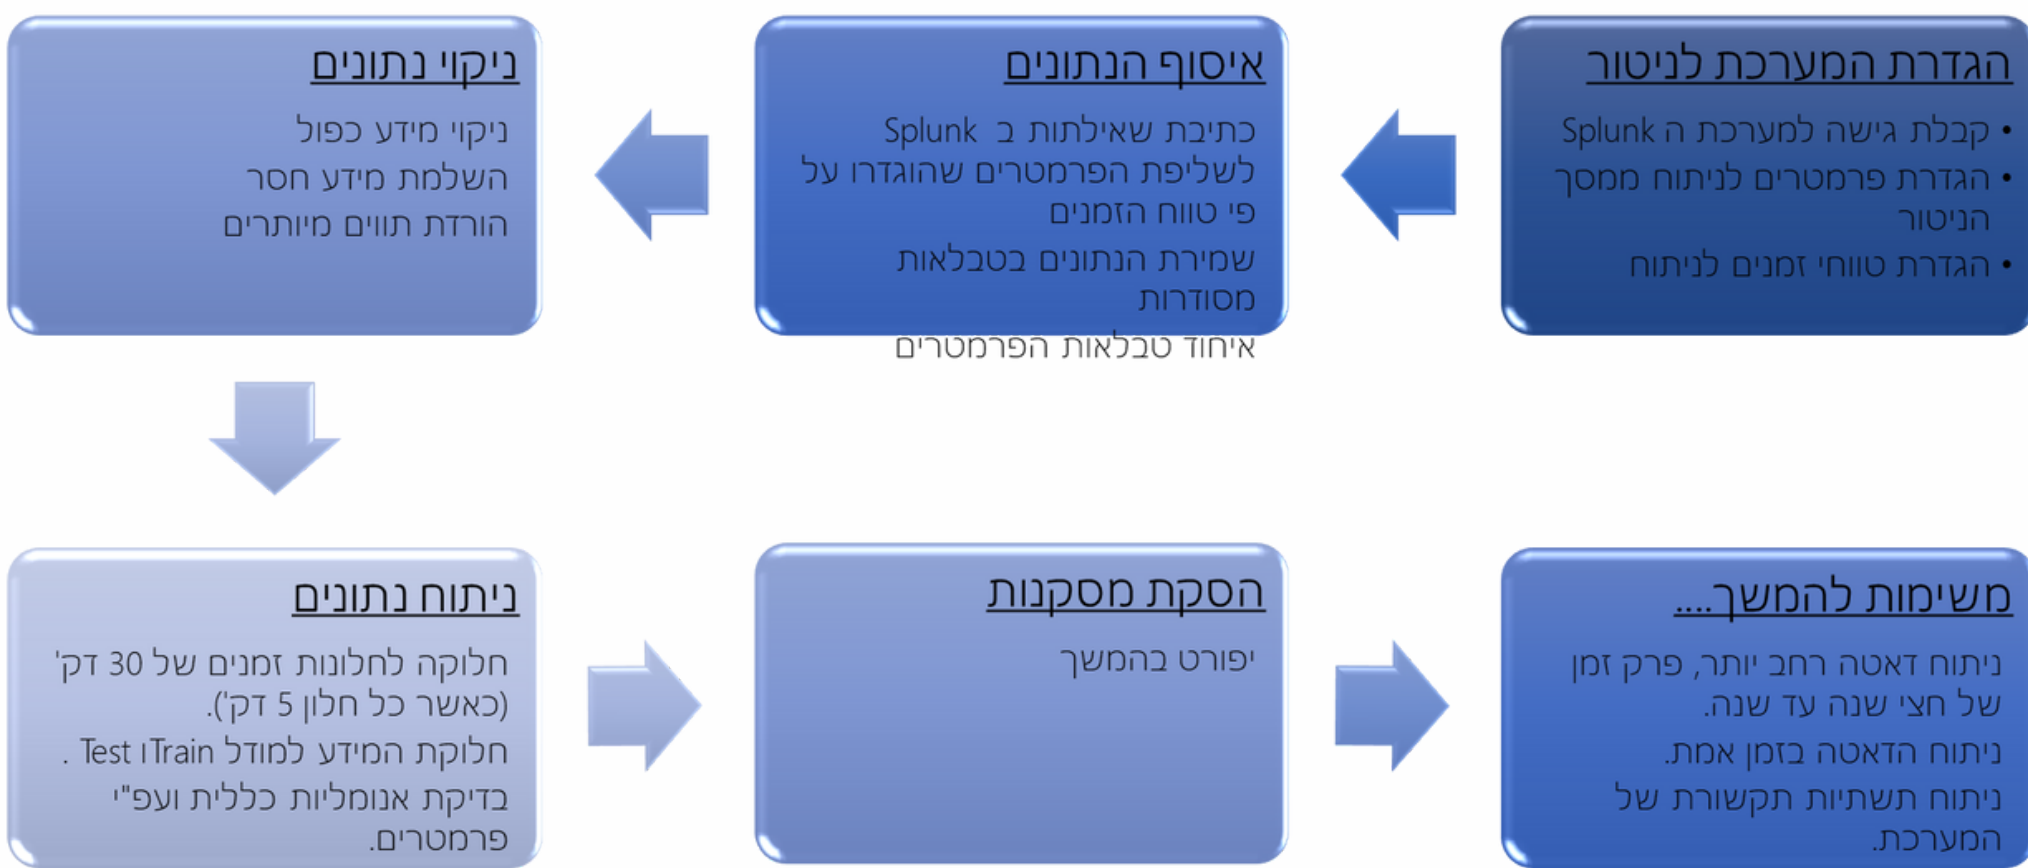 הגדרת המערכת לניטור
• קבלת גישה למערכת ה Splunk
• הגדרת פרמטרים לניתוח ממסך
הניטור
• הגדרת טווחי זמנים לניתוח
איסוף הנתונים
כתיבת שאילתות ב Splunk
לשליפת הפרמטרים שהוגדרו על
פי טווח הזמנים
שמירת הנתונים בטבלאות
מסודרות
איחוד טבלאות הפרמטרים
ניקוי נתונים
ניקוי מידע כפול
השלמת מידע חסר
הורדת תווים מיותרים
ניתוח נתונים
חלוקה לחלונות זמנים של 30 דק'
(כאשר כל חלון 5 דק').
חלוקת המידע למודל Train ו Test .
בדיקת אנומליות כללית ועפ"י
פרמטרים.
הסקת מסקנות
יפורט בהמשך
משימות להמשך....
ניתוח דאטה רחב יותר, פרק זמן
של חצי שנה עד שנה.
ניתוח הדאטה בזמן אמת.
ניתוח תשתיות תקשורת של
המערכת.